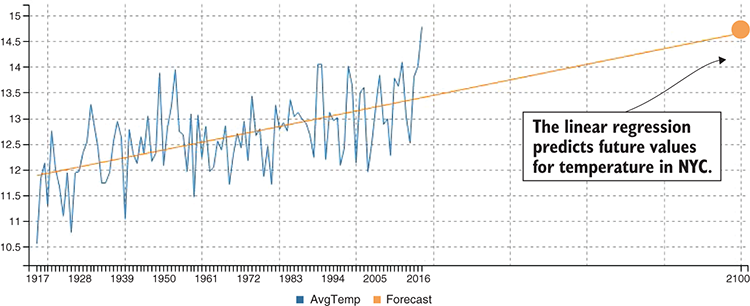 15
14.5
14
13.5
13
12.5
12
11.5
11
10.5
The linear regression
predicts future values
for temperature in NYC.
1917 1928 1939 1950 1961 1972 1983 1994 2005 2016 2100
AvgTemp Forecast